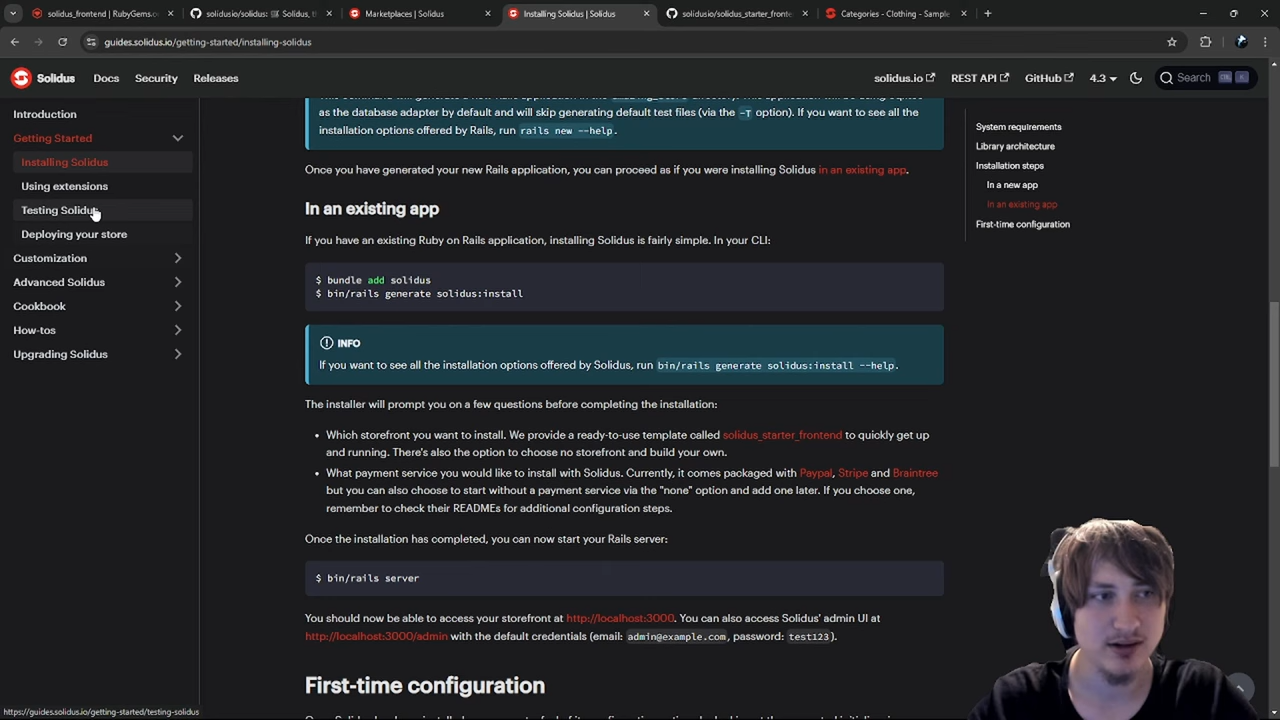 solidus_frontend | RubyGems.o
solidusio/solidus: 🛒 Solidus, t
Marketplaces | Solidus
Installing Solidus | Solidus
solidusio/solidus_starter_fronte
Categories - Clothing - Sample
guides.solidus.io/getting-started/installing-solidus
Solidus Docs Security Releases solidus.io REST API GitHub 4.3 Search Ctrl K
Introduction
Getting Started
Installing Solidus
Using extensions
Testing Solidus
Deploying your store
Customization
Advanced Solidus
Cookbook
How-tos
Upgrading Solidus
as the database adapter by default and will skip generating default test files (via the -T option). If you want to see all the
installation options offered by Rails, run rails new --help.
Once you have generated your new Rails application, you can proceed as if you were installing Solidus in an existing app.
In an existing app
If you have an existing Ruby on Rails application, installing Solidus is fairly simple. In your CLI:
$ bundle add solidus
$ bin/rails generate solidus:install
INFO
If you want to see all the installation options offered by Solidus, run bin/rails generate solidus:install --help.
The installer will prompt you on a few questions before completing the installation:
• Which storefront you want to install. We provide a ready-to-use template called solidus_starter_frontend to quickly get up
and running. There's also the option to choose no storefront and build your own.
• What payment service you would like to install with Solidus. Currently, it comes packaged with Paypal, Stripe and Braintree
but you can also choose to start without a payment service via the "none" option and add one later. If you choose one,
remember to check their READMEs for additional configuration steps.
Once the installation has completed, you can now start your Rails server:
$ bin/rails server
You should now be able to access your storefront at http://localhost:3000. You can also access Solidus' admin UI at
http://localhost:3000/admin with the default credentials (email: admin@example.com, password: test123).
First-time configuration
System requirements
Library architecture
Installation steps
In a new app
In an existing app
First-time configuration
https://guides.solidus.io/getting-started/testing-solidus